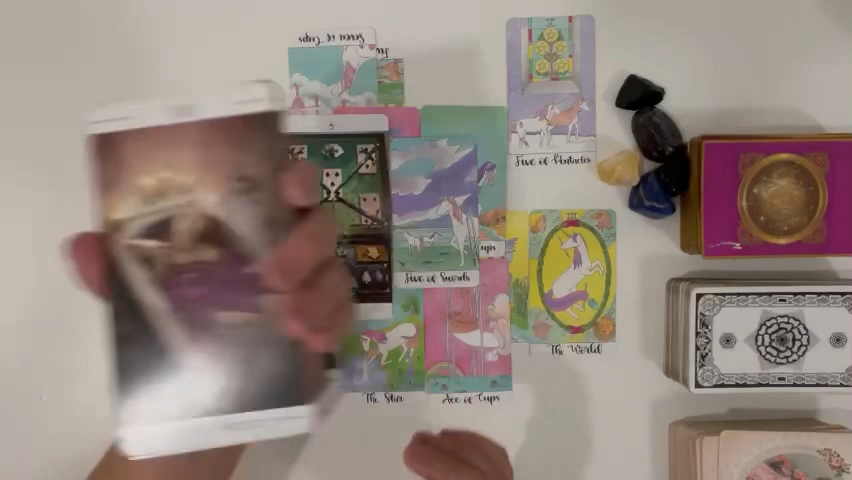 Seven of Cups
Five of Pentacles
Five of Swords
The World
The Star
Ace of Cups